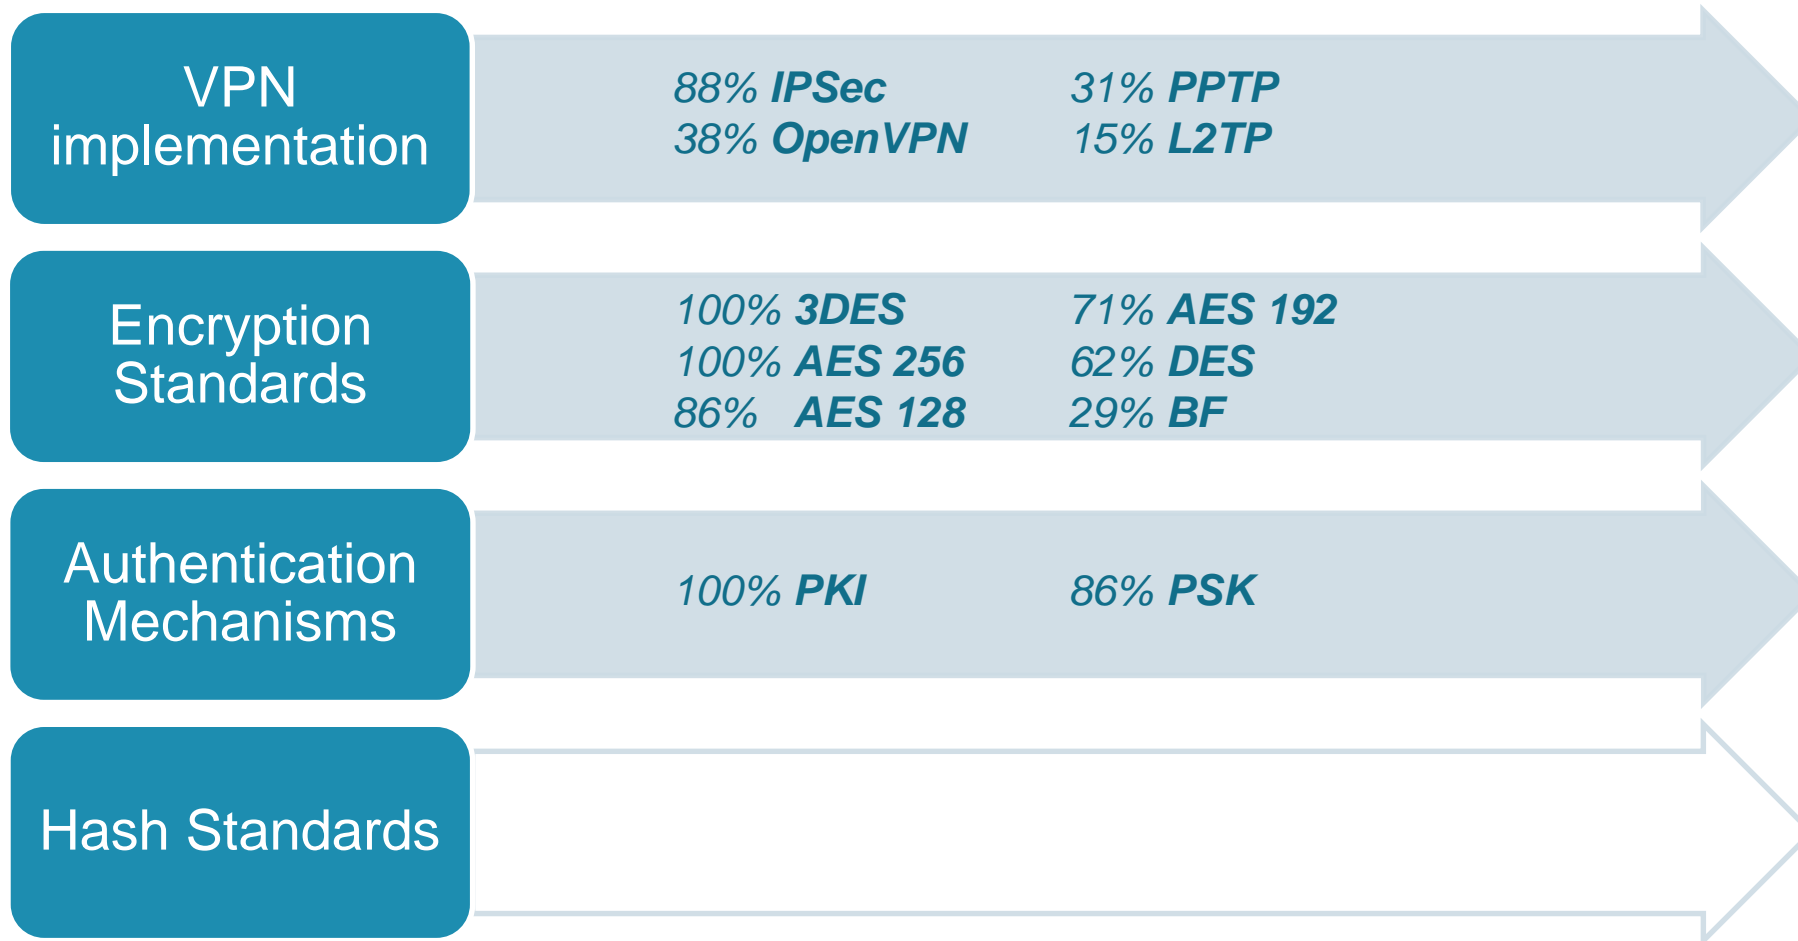 VPN
implementation
88% IPSec 31% PPTP
38% OpenVPN 15% L2TP
Encryption
Standards
100% 3DES 71% AES 192
100% AES 256 62% DES
86% AES 128 29% BF
Authentication
Mechanisms
100% PKI 86% PSK
Hash Standards